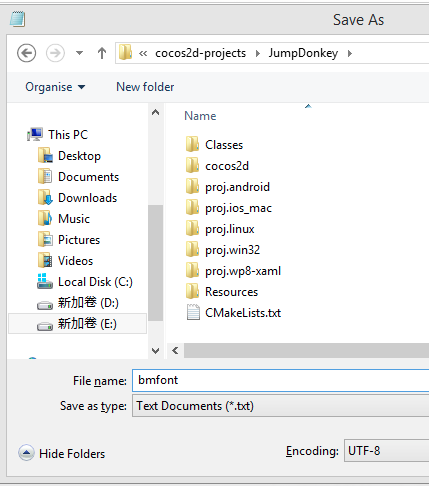 Save As
« cocos2d-projects JumpDonkey
Organise New folder
Name
This PC
Desktop
Documents
Downloads
Music
Pictures
Videos
Local Disk (C:)
新加卷 (D:)
新加卷 (E:)
Classes
cocos2d
proj.android
proj.ios_mac
proj.linux
proj.win32
proj.wp8-xaml
Resources
CMakeLists.txt
File name: bmfont
Save as type: Text Documents (*.txt)
Hide Folders
Encoding: UTF-8